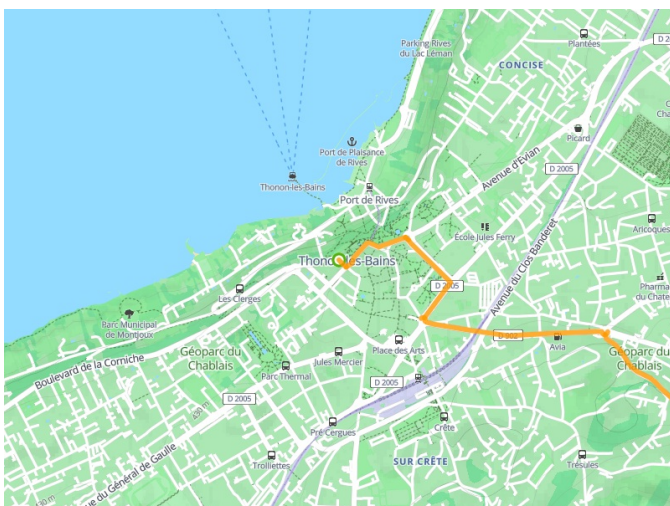 Parking Rives
du Lac Léman
Plantées
D 2
CONCISE
Picard
Port de Plaisance
de Rives
Avenue d'Evian
D 2005
Thonon-les-Bains
Port de Rives
École Jules Ferry
Aricoques
Thonon-les-Bains
Avenue du Clos Banderet
D 2005
Pharma
du Chate
Les Clerges
Parc Municipal
de Montjoux
Géoparc du
Chablais
Place des Arts
Avia
Géoparc du
Chablais
Jules Mercier
Boulevard de la Corniche
Parc Thermal
D 2005
D 2005
430 m
Pré Cergues
Crête
nue du Général de Gaulle
Trolliettes
SUR CRÊTE
Trésules